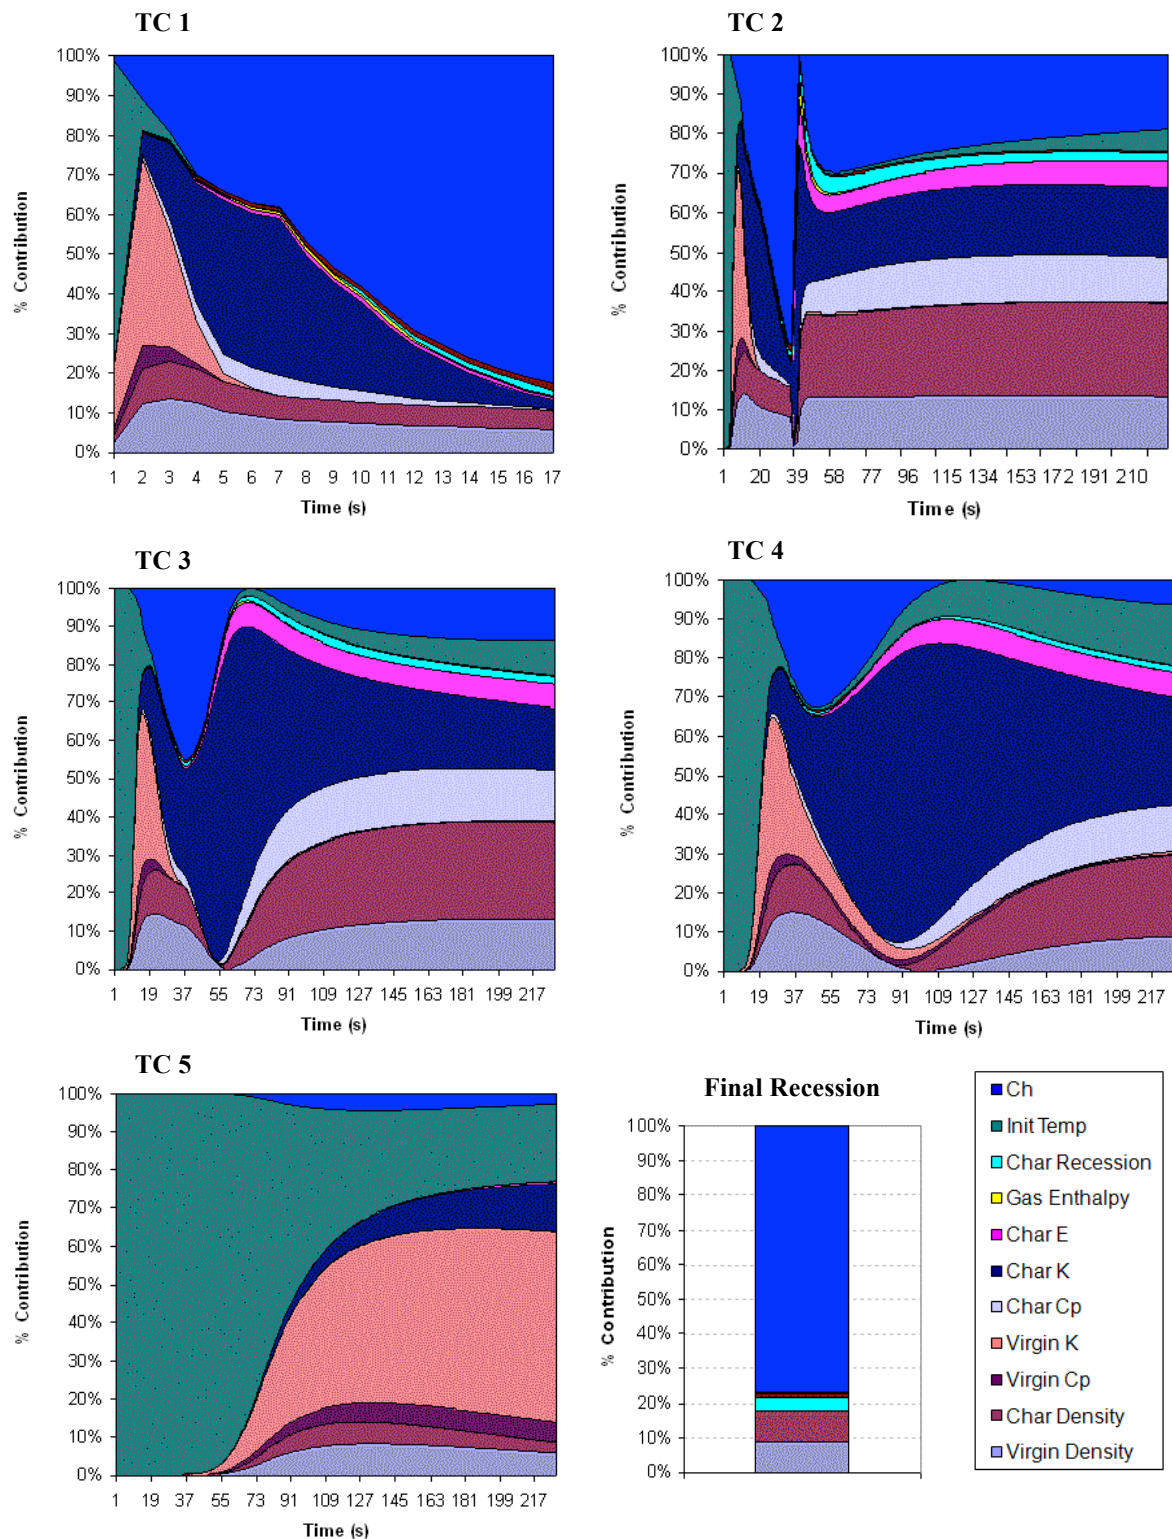 TC 1
100%
90%
80%
70%
60%
50%
40%
30%
20%
10%
0%
% Contribution
1 2 3 4 5 6 7 8 9 10 11 12 13 14 15 16 17
Time (s)
TC 2
100%
90%
80%
70%
60%
50%
40%
30%
20%
10%
0%
% Contribution
1 20 39 58 77 96 115 134 153 172 191 210
Time (s)
TC 3
100%
90%
80%
70%
60%
50%
40%
30%
20%
10%
0%
% Contribution
1 19 37 55 73 91 109 127 145 163 181 199 217
Time (s)
TC 4
100%
90%
80%
70%
60%
50%
40%
30%
20%
10%
0%
% Contribution
1 19 37 55 73 91 109 127 145 163 181 199 217
Time (s)
TC 5
100%
90%
80%
70%
60%
50%
40%
30%
20%
10%
0%
% Contribution
1 19 37 55 73 91 109 127 145 163 181 199 217
Time (s)
Final Recession
100%
90%
80%
70%
60%
50%
40%
30%
20%
10%
0%
% Contribution
Ch
Init Temp
Char Recession
Gas Enthalpy
Char E
Char K
Char Cp
Virgin K
Virgin Cp
Char Density
Virgin Density